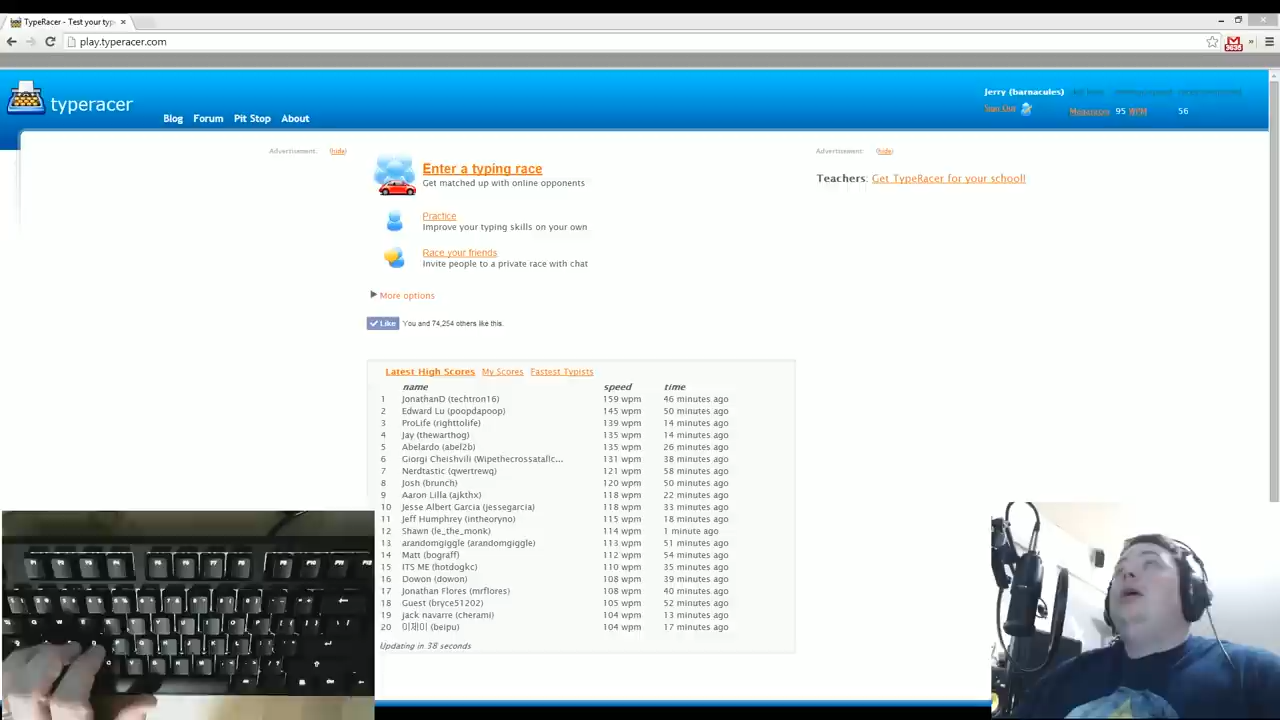 TypeRacer - Test your typ
play.typeracer.com
3635
typeracer
Blog Forum Pit Stop About
Jerry (barnacules)
Sign Out
95 WPM 56
Advertisement: (hide)
Enter a typing race
Get matched up with online opponents
Practice
Improve your typing skills on your own
Race your friends
Invite people to a private race with chat
More options
Like You and 74,254 others like this.
Advertisement: (hide)
Teachers: Get TypeRacer for your school!
Latest High Scores My Scores Fastest Typists
name speed time
1 JonathanD (techtron16) 159 wpm 46 minutes ago
2 Edward Lu (poopdapoop) 145 wpm 50 minutes ago
3 ProLife (righttolife) 139 wpm 14 minutes ago
4 Jay (thewarthog) 135 wpm 14 minutes ago
5 Abelardo (abel2b) 135 wpm 26 minutes ago
6 Giorgi Cheishvili (Wipethecrossatallc... 131 wpm 38 minutes ago
7 Nerdtastic (qwertrewq) 121 wpm 58 minutes ago
8 Josh (brunch) 120 wpm 50 minutes ago
9 Aaron Lilla (ajkthx) 118 wpm 22 minutes ago
10 Jesse Albert Garcia (jessegarcia) 118 wpm 33 minutes ago
11 Jeff Humphrey (intheoryno) 115 wpm 18 minutes ago
12 Shawn (le_the_monk) 114 wpm 1 minute ago
13 arandomgiggle (arandomgiggle) 113 wpm 51 minutes ago
14 Matt (bograff) 112 wpm 54 minutes ago
15 ITS ME (hotdogkc) 110 wpm 35 minutes ago
16 Dowon (dowon) 108 wpm 39 minutes ago
17 Jonathan Flores (mrflores) 108 wpm 40 minutes ago
18 Guest (bryce51202) 105 wpm 52 minutes ago
19 jack navarre (cherami) 104 wpm 13 minutes ago
20 이재미 (beipu) 104 wpm 17 minutes ago
Updating in 38 seconds